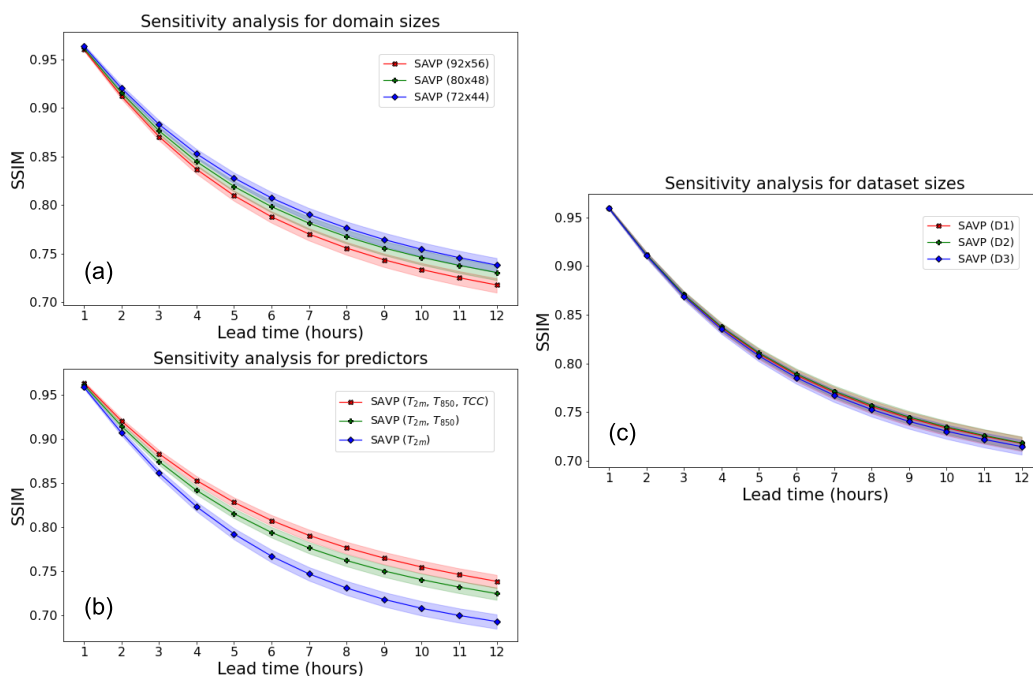 Sensitivity analysis for domain sizes
SSIM
0.95
0.90
0.85
0.80
0.75
0.70
SAVP (92x56)
SAVP (80x48)
SAVP (72x44)
(a)
1 2 3 4 5 6 7 8 9 10 11 12
Lead time (hours)
Sensitivity analysis for predictors
SSIM
0.95
0.90
0.85
0.80
0.75
0.70
SAVP (T2m, T850, TCC)
SAVP (T2m, T850)
SAVP (T2m)
(b)
1 2 3 4 5 6 7 8 9 10 11 12
Lead time (hours)
Sensitivity analysis for dataset sizes
SSIM
0.95
0.90
0.85
0.80
0.75
0.70
SAVP (D1)
SAVP (D2)
SAVP (D3)
(c)
1 2 3 4 5 6 7 8 9 10 11 12
Lead time (hours)